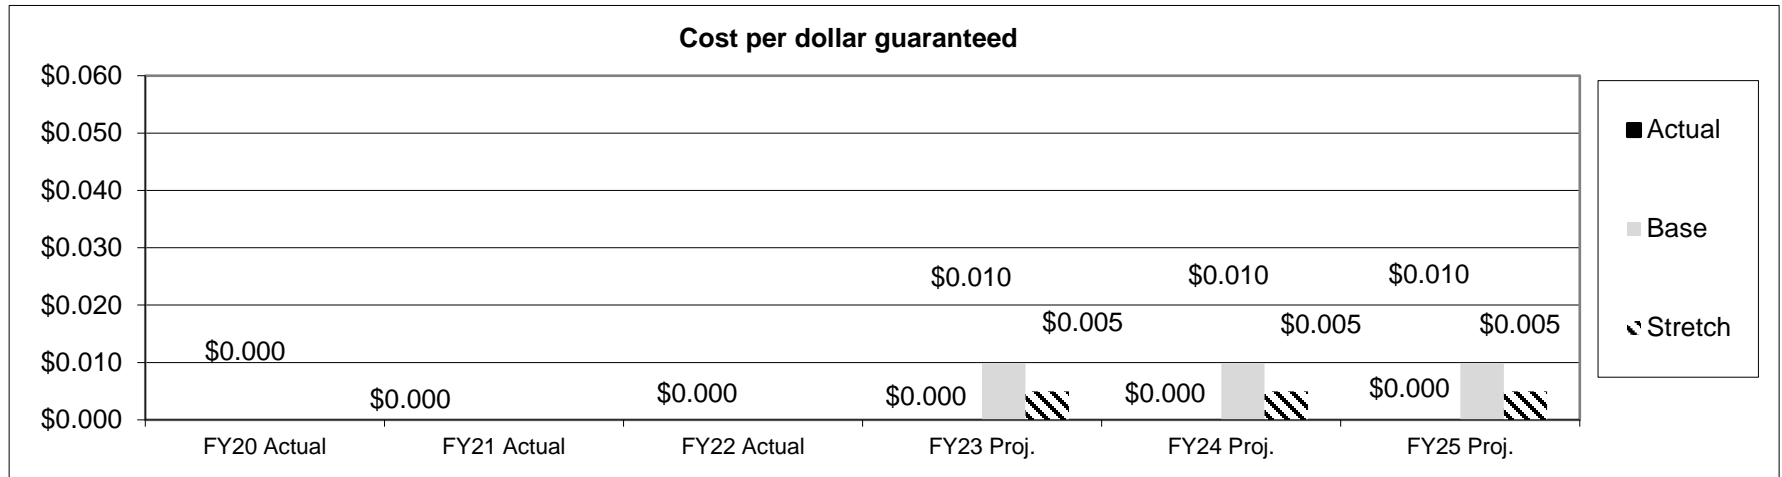 Cost per dollar guaranteed
$0.060
$0.050
$0.040
$0.030
$0.020
$0.010
$0.000
$0.000
$0.000
$0.000
$0.000
$0.010
$0.005
$0.000
$0.010
$0.005
$0.000
$0.010
$0.005
FY20 Actual
FY21 Actual
FY22 Actual
FY23 Proj.
FY24 Proj.
FY25 Proj.
Actual
Base
Stretch